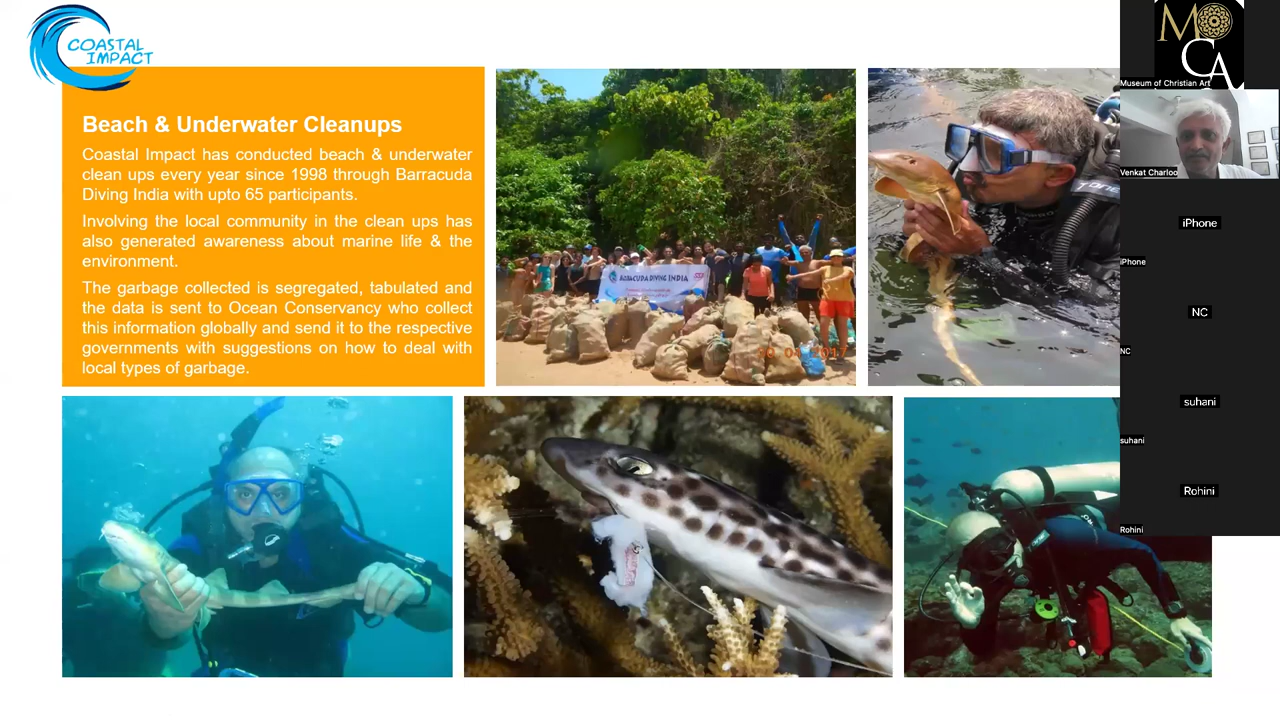 COASTAL
IMPACT
Beach & Underwater Cleanups
Coastal Impact has conducted beach & underwater
clean ups every year since 1998 through Barracuda
Diving India with upto 65 participants.
Involving the local community in the clean ups has
also generated awareness about marine life & the
environment.
The garbage collected is segregated, tabulated and
the data is sent to Ocean Conservancy who collect
this information globally and send it to the respective
governments with suggestions on how to deal with
local types of garbage.
BARRACUDA DIVING INDIA
MOCA
Museum of Christian Art
Venkat Charloo
iPhone
iPhone
NC
NC
suhani
suhani
Rohini
Rohini